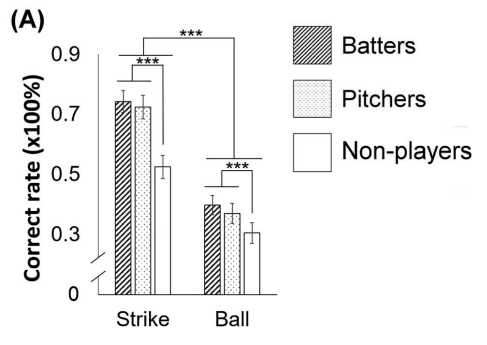 (A)
Correct rate (x100%)
0.9
0.7
0.5
0.3
0
***
***
***
Strike
Ball
Batters
Pitchers
Non-players